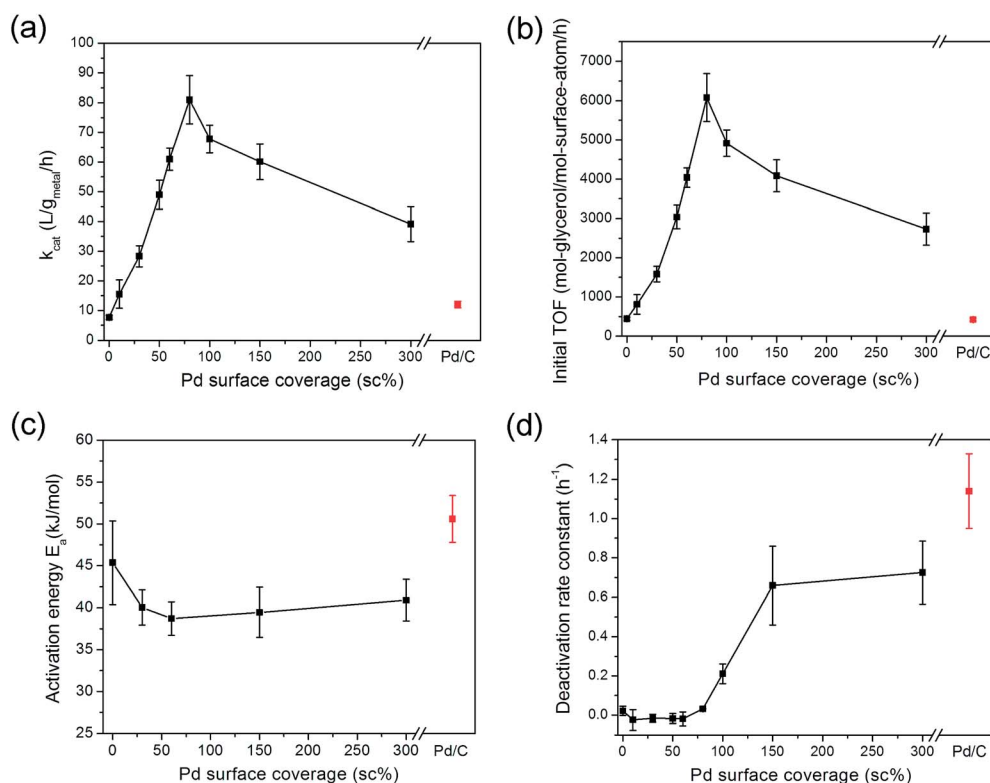 (a)
k_cat (L/g_metal/h)
100
90
80
70
60
50
40
30
20
10
0
0 50 100 150 200 250 300 Pd/C
Pd surface coverage (sc%)
(b)
Initial TOF (mol-glycerol/mol-surface-atom/h)
7000
6000
5000
4000
3000
2000
1000
0
0 50 100 150 200 250 300 Pd/C
Pd surface coverage (sc%)
(c)
Activation energy E_a(kJ/mol)
60
55
50
45
40
35
30
25
0 50 100 150 200 250 300 Pd/C
Pd surface coverage (sc%)
(d)
Deactivation rate constant (h⁻¹)
1.4
1.2
1.0
0.8
0.6
0.4
0.2
0.0
0 50 100 150 200 250 300 Pd/C
Pd surface coverage (sc%)